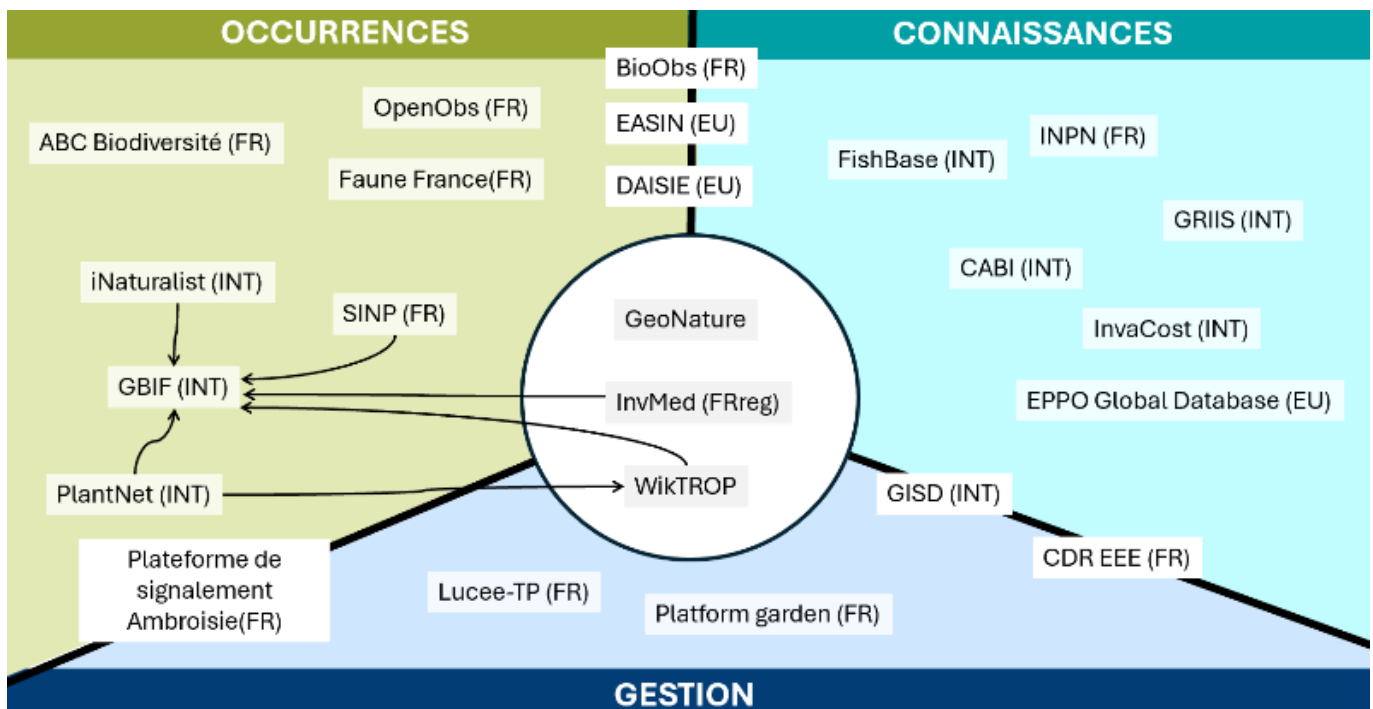 OCCURRENCES
CONNAISSANCES
BioObs (FR)
OpenObs (FR)
EASIN (EU)
ABC Biodiversité (FR)
INPN (FR)
FishBase (INT)
Faune France(FR)
DAISIE (EU)
GRIIS (INT)
iNaturalist (INT)
CABI (INT)
SINP (FR)
GeoNature
InvaCost (INT)
GBIF (INT)
InvMed (FRreg)
EPPO Global Database (EU)
PlantNet (INT)
WikTROP
GISD (INT)
Plateforme de
signalement
Ambroisie(FR)
CDR EEE (FR)
Lucee-TP (FR)
Platform garden (FR)
GESTION